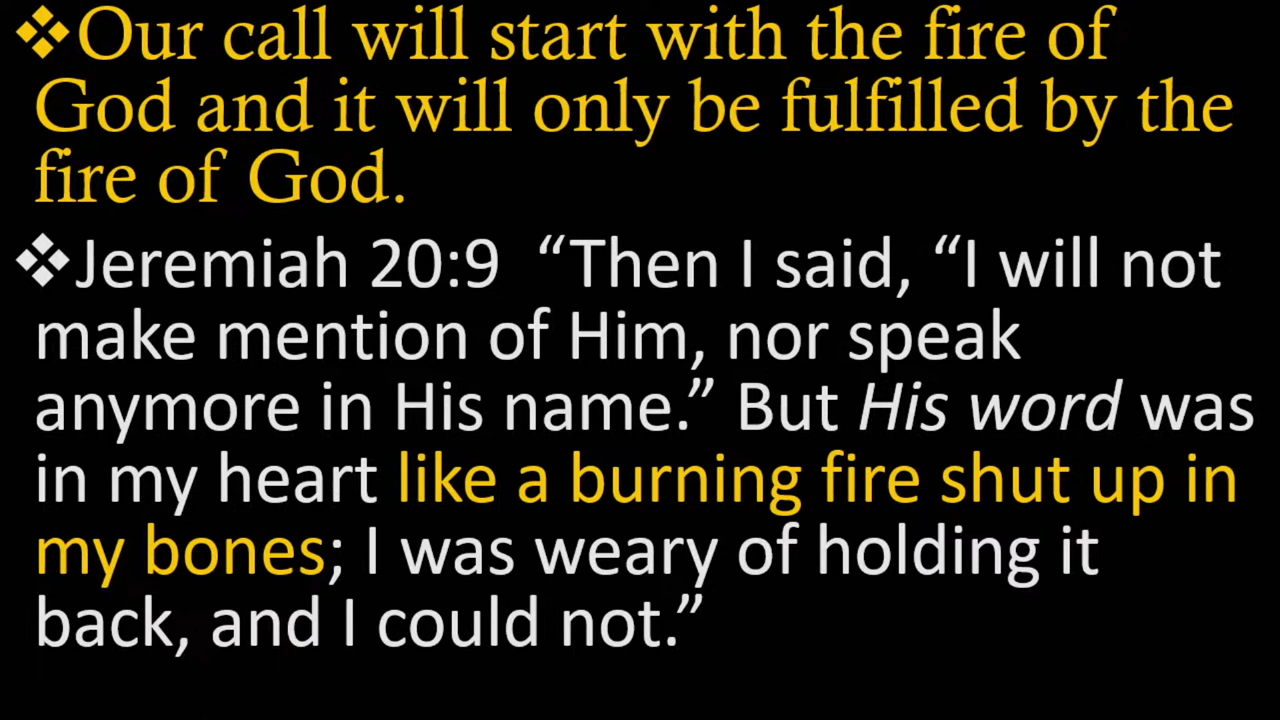 ❖Our call will start with the fire of
God and it will only be fulfilled by the
fire of God.
❖Jeremiah 20:9 “Then I said, “I will not
make mention of Him, nor speak
anymore in His name.” But His word was
in my heart like a burning fire shut up in
my bones; I was weary of holding it
back, and I could not.”